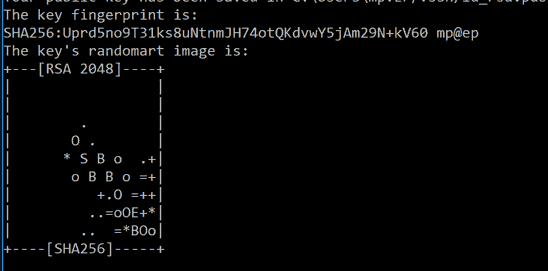 The key fingerprint is:
SHA256:Uprd5no9T31ks8uNtnmJH74otQKdvwY5jAm29N+kV60 mp@ep
The key's randomart image is:
+---[RSA 2048]----+
|                 |
|                 |
|        .        |
|       O .       |
|      * S B o  .+|
|       o B B o =+|
|          +.O =++|
|         ..=oOE+*|
|        ..  =*BOo|
+----[SHA256]-----+